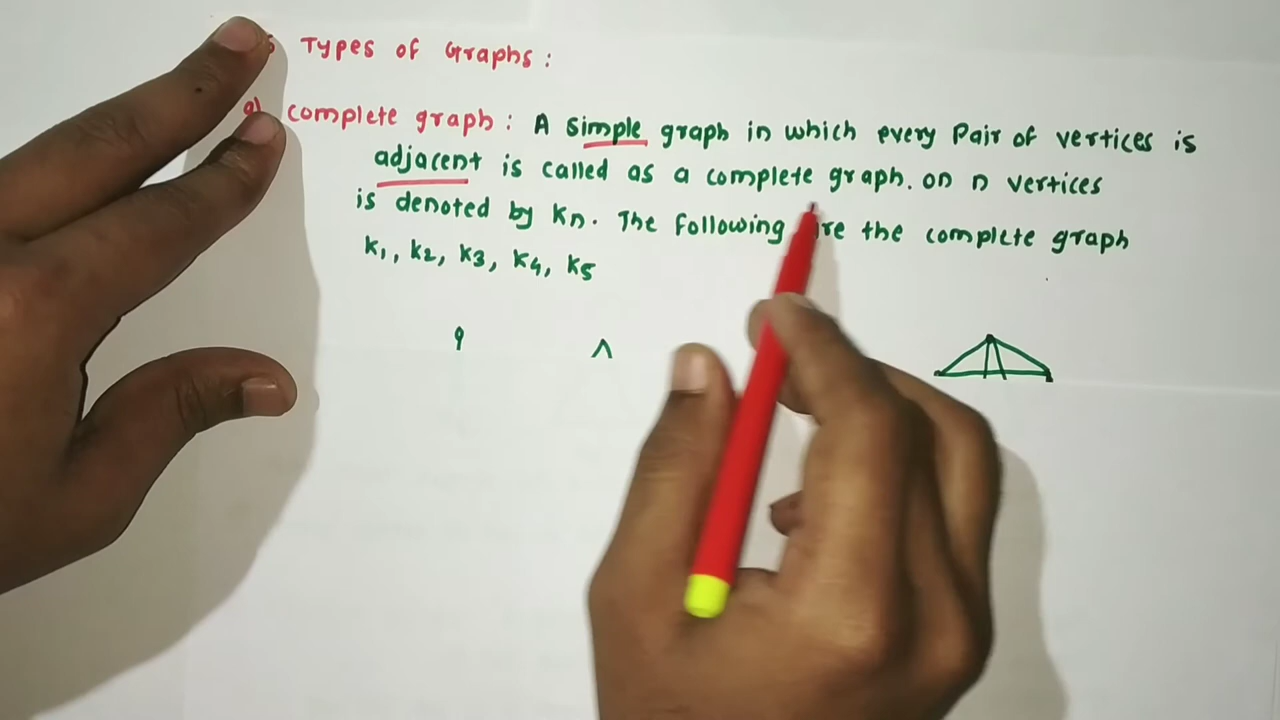 Types of Graphs:
a) complete graph: A simple graph in which every Pair of vertices is
adjacent is called as a complete graph. on n vertices
is denoted by Kn. The following are the complete graph
K1, K2, K3, K4, K5